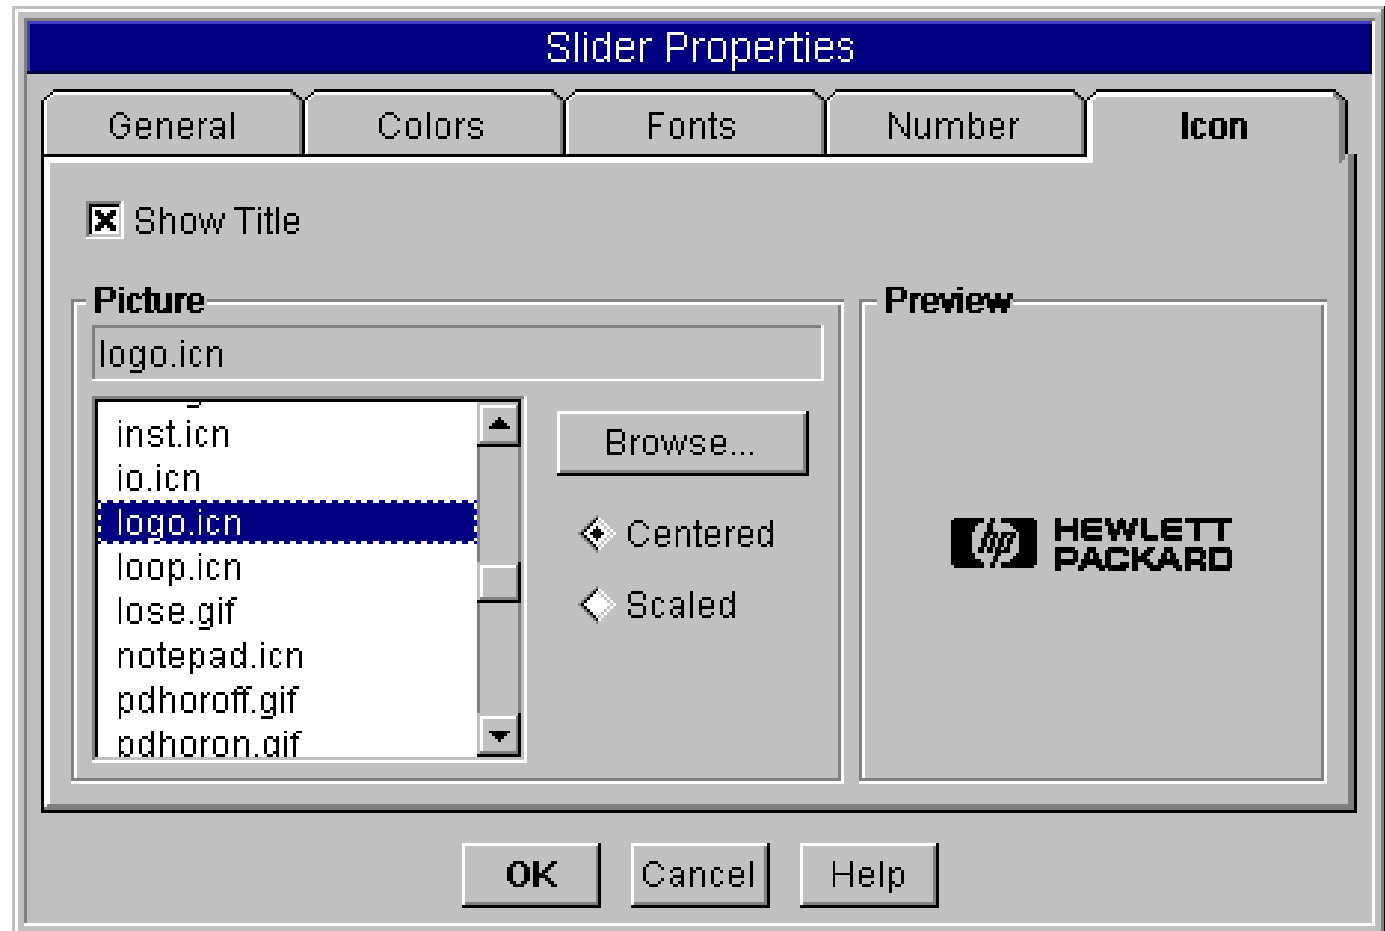 Slider Properties
General Colors Fonts Number Icon
Show Title
Picture
logo.icn
inst.icn
io.icn
logo.icn
loop.icn
lose.gif
notepad.icn
pdhoroff.gif
pdhoron.gif
Browse...
Centered
Scaled
Preview
hp HEWLETT
PACKARD
OK Cancel Help